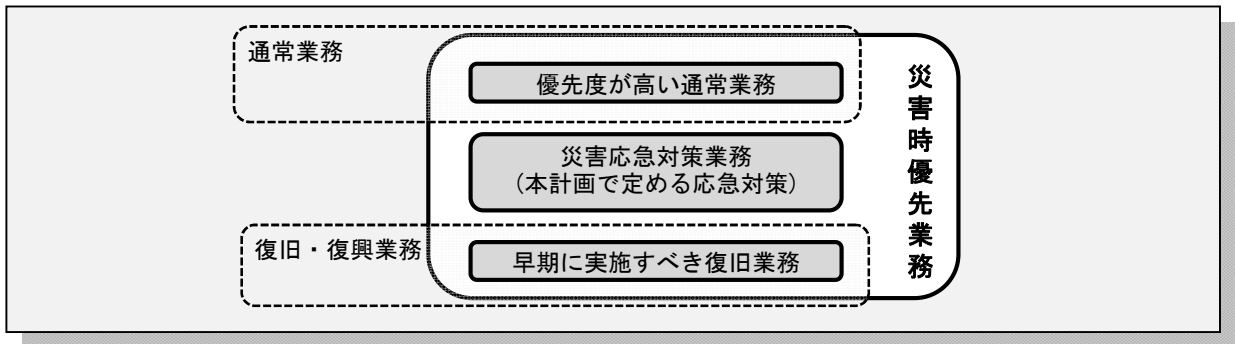 通常業務
優先度が高い通常業務
災害応急対策業務
（本計画で定める応急対策）
復旧・復興業務
早期に実施すべき復旧業務
災害時優先業務